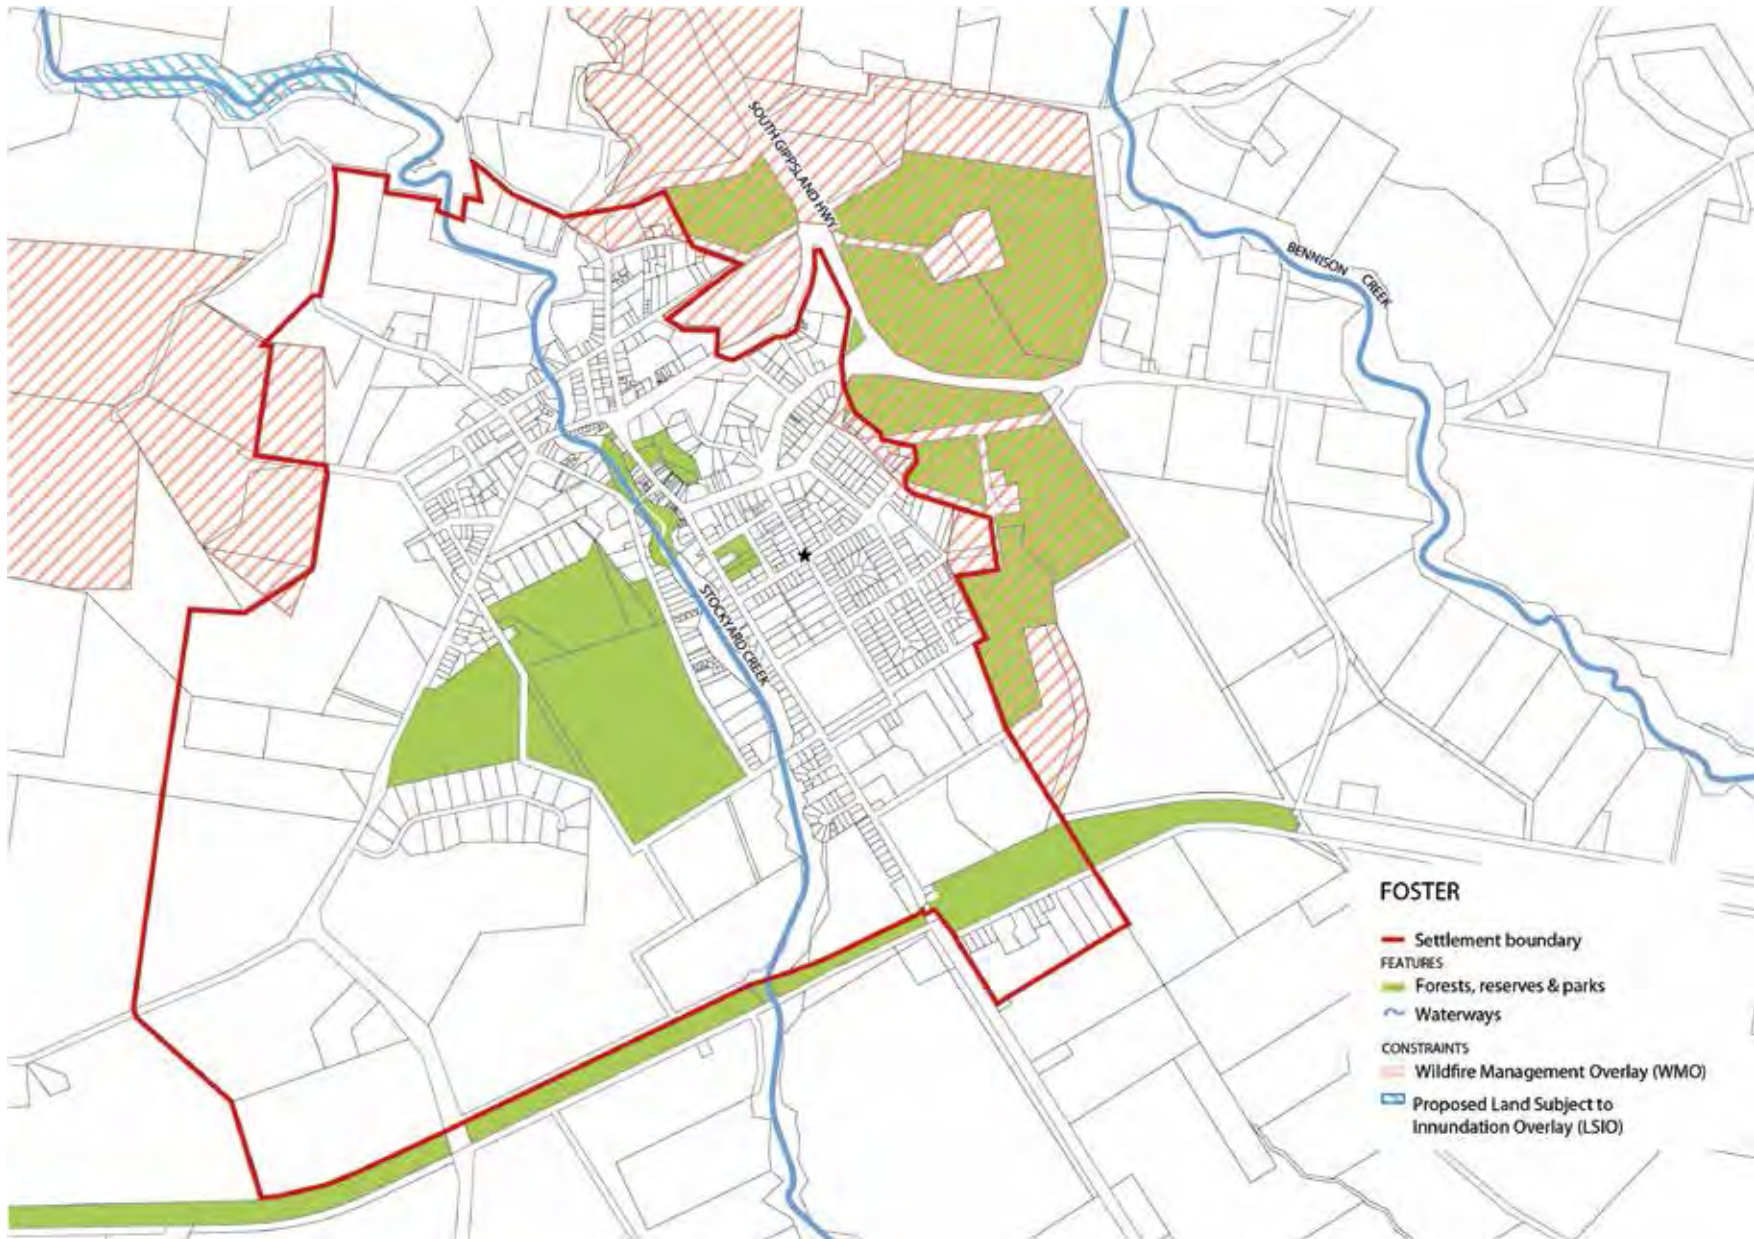 SOUTH GIPPSLAND HWY
BENNISON CREEK
STOCKYARD CREEK
FOSTER
Settlement boundary
FEATURES
Forests, reserves & parks
Waterways
CONSTRAINTS
Wildfire Management Overlay (WMO)
Proposed Land Subject to
Innundation Overlay (LSIO)